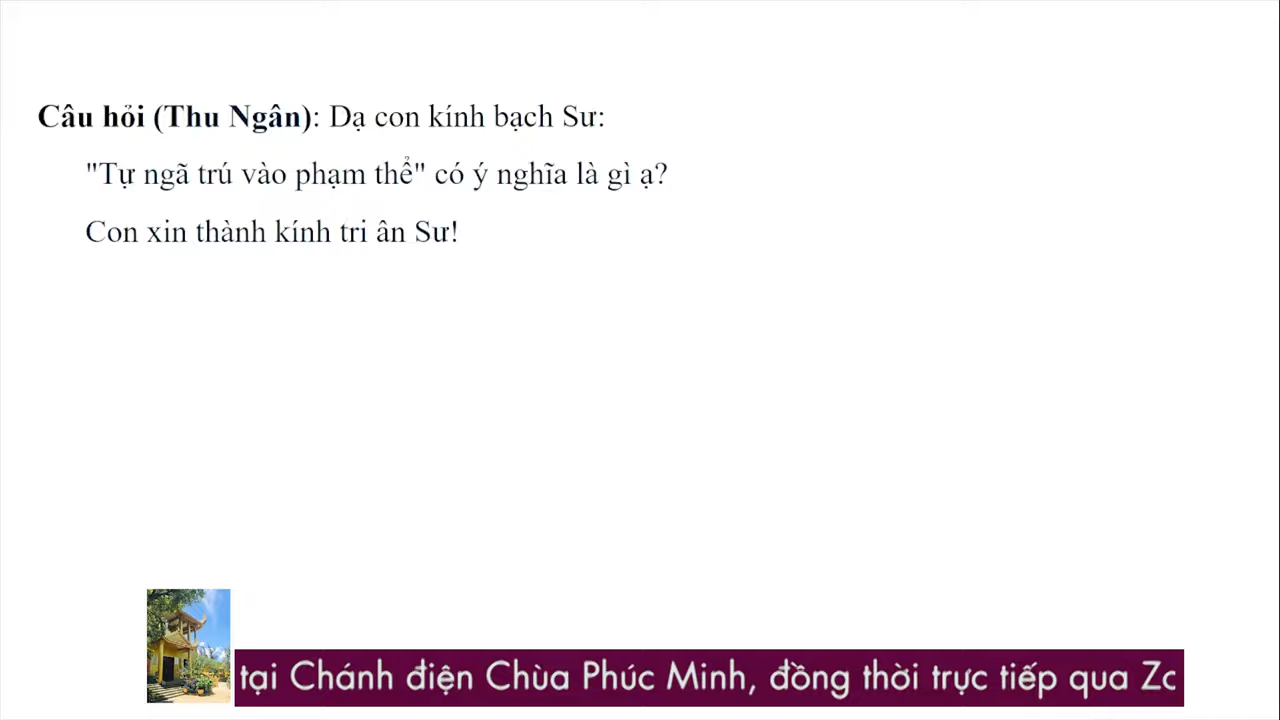 Câu hỏi (Thu Ngân): Dạ con kính bạch Sư:
"Tự ngã trú vào phạm thể" có ý nghĩa là gì ạ?
Con xin thành kính tri ân Sư!
tại Chánh điện Chùa Phúc Minh, đồng thời trực tiếp qua